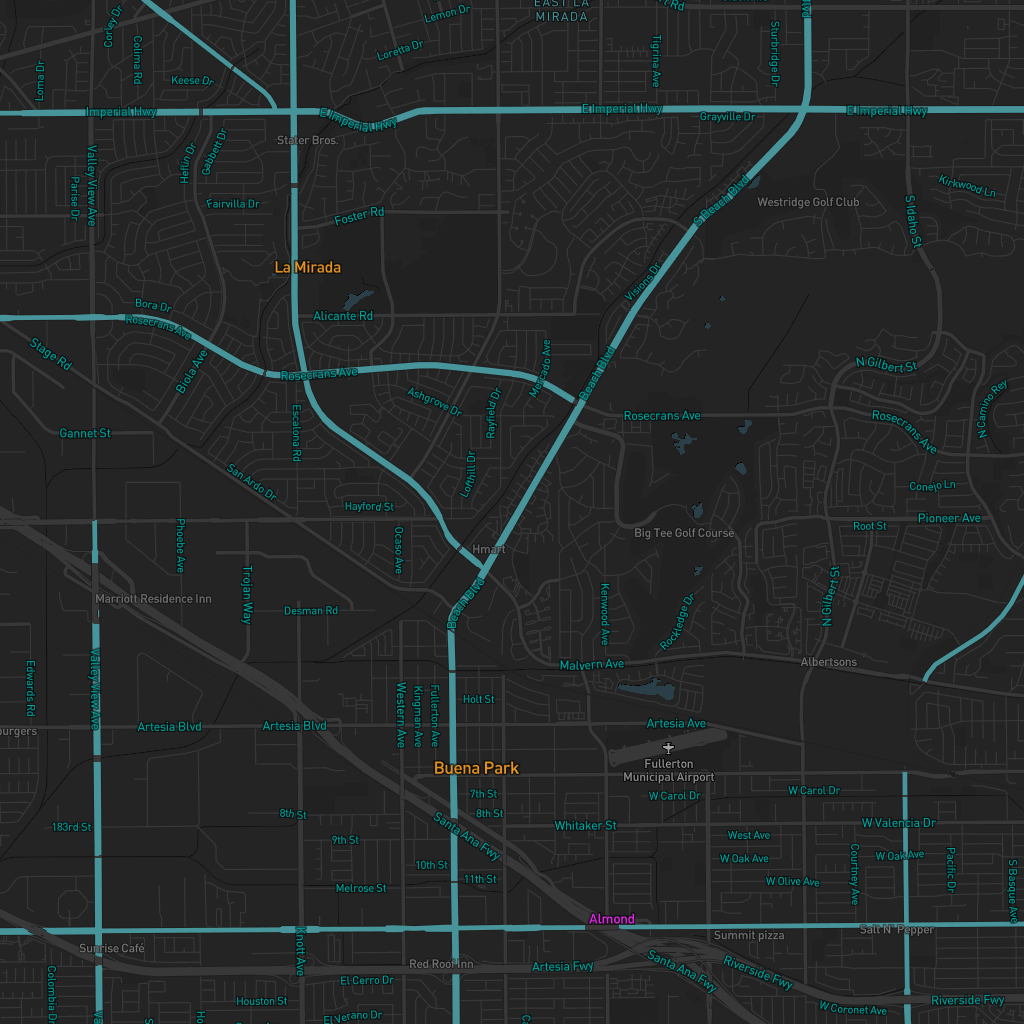 Corley Dr
Lemon Dr
EAST LA
MIRADA
Rd
Blvd
Colima Rd
Loretta Dr
Tigrina Ave
Sturbridge Dr
Loma Dr
Keese Dr
Imperial Hwy
E Imperial Hwy
E Imperial Hwy
E Imperial Hwy
Grayville Dr
Stater Bros.
Valley View Ave
Parise Dr
Hefun Dr
Gabbett Dr
Fairvilla Dr
Foster Rd
S Beach Blvd
Westridge Golf Club
Kirkwood Ln
S Idaho St
La Mirada
Visions Dr
Bora Dr
Rosecrans Ave
Alicante Rd
Stage Rd
Biola Ave
Rosecrans Ave
Mercado Ave
Beach Blvd
N Gilbert St
Ashgrove Dr
Rayfield Dr
Rosecrans Ave
Rosecrans Ave
N Camino Rey
Gannet St
Escalona Rd
San Ardo Dr
Lofthill Dr
Conejo Ln
Hayford St
Pioneer Ave
Root St
Phoebe Ave
Ocaso Ave
Hmart
Big Tee Golf Course
Trojan Way
Marriott Residence Inn
Desman Rd
Beach Blvd
Kenwood Ave
Rockledge Dr
N Gilbert St
Malvern Ave
Albertsons
Valley View Ave
Edwards Rd
Western Ave
Kingman Ave
Fullerton Ave
Holt St
Artesia Blvd
Artesia Blvd
Artesia Ave
burgers
Buena Park
Fullerton
Municipal Airport
7th St
W Carol Dr
W Carol Dr
8th St
8th St
183rd St
9th St
Santa Ana Fwy
Whitaker St
W Valencia Dr
West Ave
W Oak Ave
W Oak Ave
10th St
11th St
Melrose St
W Olive Ave
Courtney Ave
Pacific Dr
S Basque Ave
Almond
Sunrise Café
Knott Ave
Salt N' Pepper
Summit pizza
Red Roof Inn
Artesia Fwy
Santa Ana Fwy
Riverside Fwy
El Cerro Dr
Colombia Dr
Houston St
El Verano Dr
W Coronet Ave
Riverside Fwy